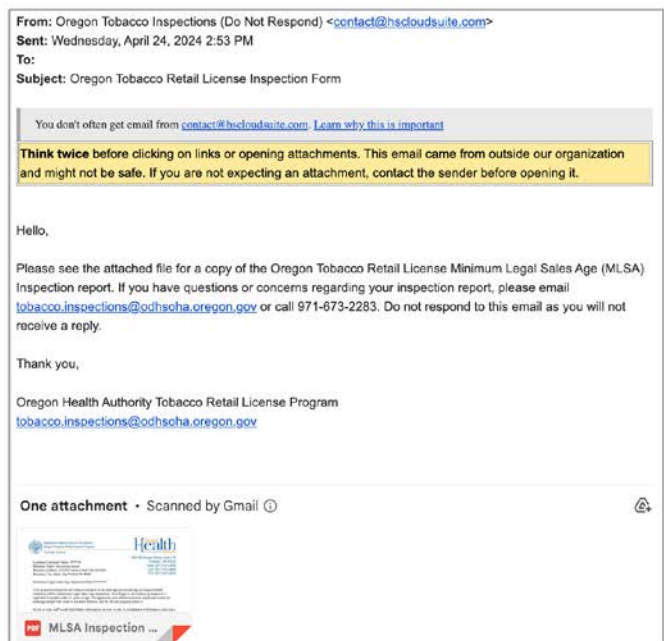 From: Oregon Tobacco Inspections (Do Not Respond) <contact@hscloudsuite.com>
Sent: Wednesday, April 24, 2024 2:53 PM
To:
Subject: Oregon Tobacco Retail License Inspection Form
You don't often get email from contact@hscloudsuite.com. Learn why this is important
Think twice before clicking on links or opening attachments. This email came from outside our organization
and might not be safe. If you are not expecting an attachment, contact the sender before opening it.
Hello,
Please see the attached file for a copy of the Oregon Tobacco Retail License Minimum Legal Sales Age (MLSA)
Inspection report. If you have questions or concerns regarding your inspection report, please email
tobacco.inspections@odhsoha.oregon.gov or call 971-673-2283. Do not respond to this email as you will not
receive a reply.
Thank you,
Oregon Health Authority Tobacco Retail License Program
tobacco.inspections@odhsoha.oregon.gov
One attachment • Scanned by Gmail
Health
PDF MLSA Inspection ...